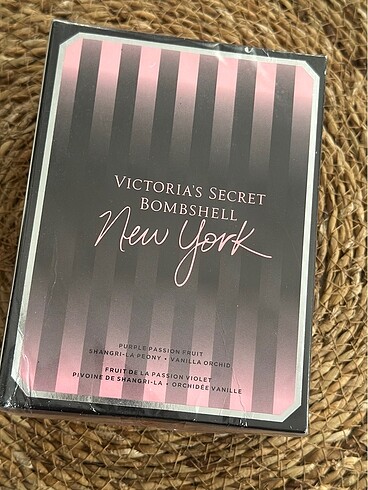 VICTORIA'S SECRET
BOMBSHELL
New York
PURPLE PASSION FRUIT
SHANGRI-LA PEONY • VANILLA ORCHID
FRUIT DE LA PASSION VIOLET
PIVOINE DE SHANGRI-LA • ORCHIDÉE VANILLE